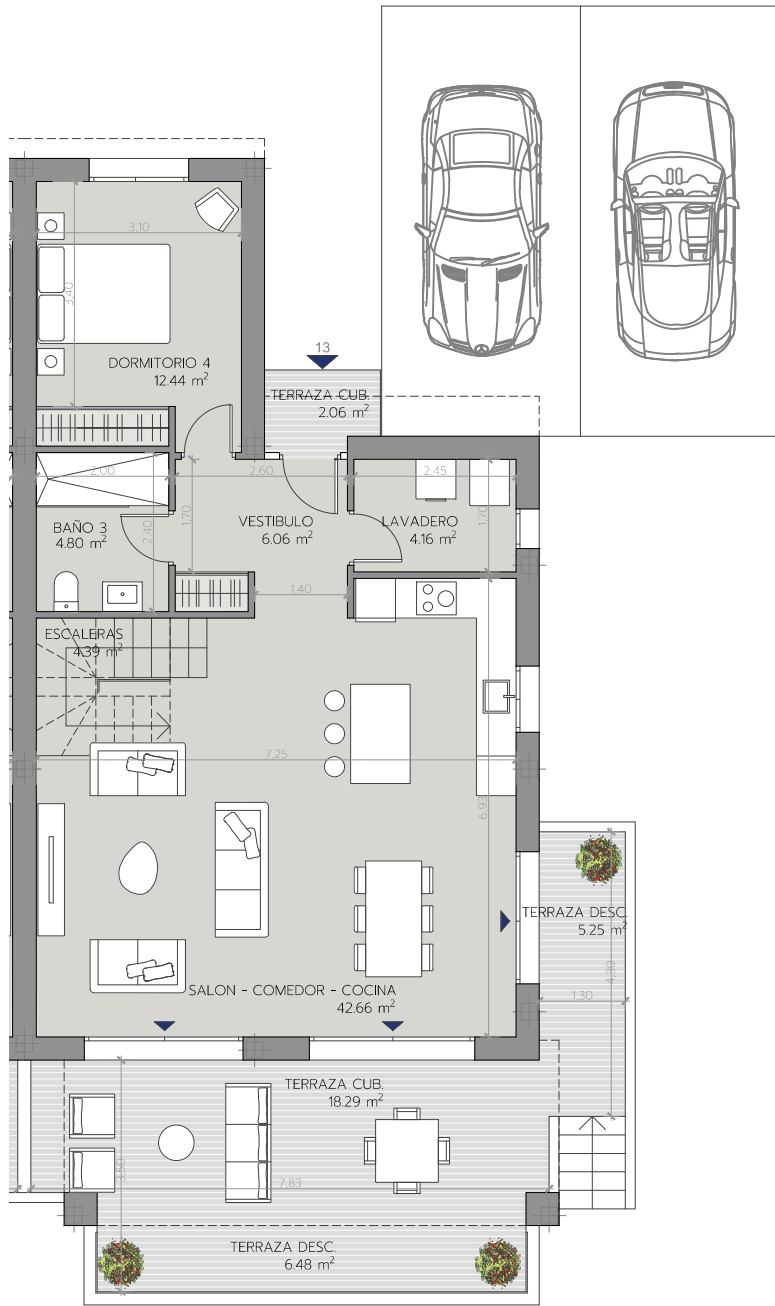 3,10
3,40
DORMITORIO 4
12.44 m²
13
TERRAZA CUB.
2.06 m²
2,00
2,60
2,45
BAÑO 3
4.80 m²
2,40
1,70
VESTIBULO
6.06 m²
LAVADERO
4.16 m²
1,70
1,40
ESCALERAS
4.39 m²
7,25
6,93
TERRAZA DESC.
5.25 m²
4,30
1,30
SALON - COMEDOR - COCINA
42.66 m²
TERRAZA CUB.
18.29 m²
3,50
7,83
TERRAZA DESC.
6.48 m²